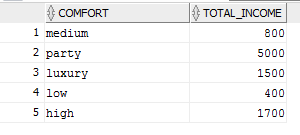 COMFORT TOTAL_INCOME
1 medium 800
2 party 5000
3 luxury 1500
4 low 400
5 high 1700